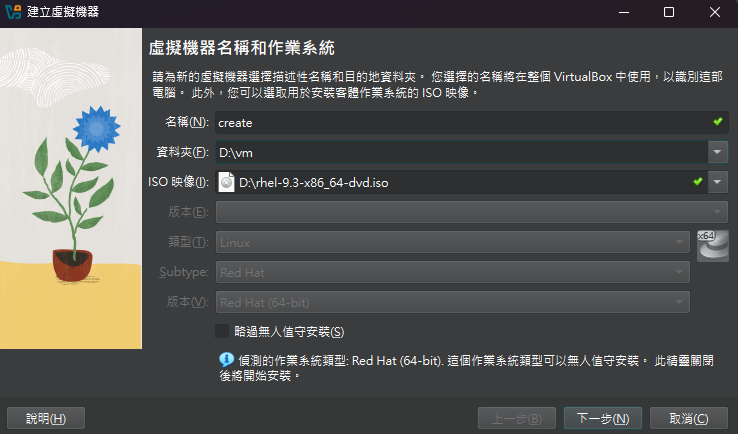 建立虛擬機器
虛擬機器名稱和作業系統
請為新的虛擬機器選擇描述性名稱和目的地資料夾。 您選擇的名稱將在整個 VirtualBox 中使用，以識別這部
電腦。 此外，您可以選取用於安裝客體作業系統的 ISO 映像。
名稱(N): create
資料夾(F): D:\vm
ISO 映像(I): D:\rhel-9.3-x86_64-dvd.iso
版本(E):
類型(T): Linux x64
Subtype: Red Hat
版本(V): Red Hat (64-bit)
略過無人值守安裝(S)
偵測的作業系統類型: Red Hat (64-bit). 這個作業系統類型可以無人值守安裝。 此精靈關閉
後將開始安裝。
說明(H) 上一步(B) 下一步(N) 取消(C)